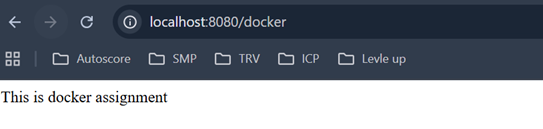 localhost:8080/docker
Autoscore SMP TRV ICP Levle up
This is docker assignment